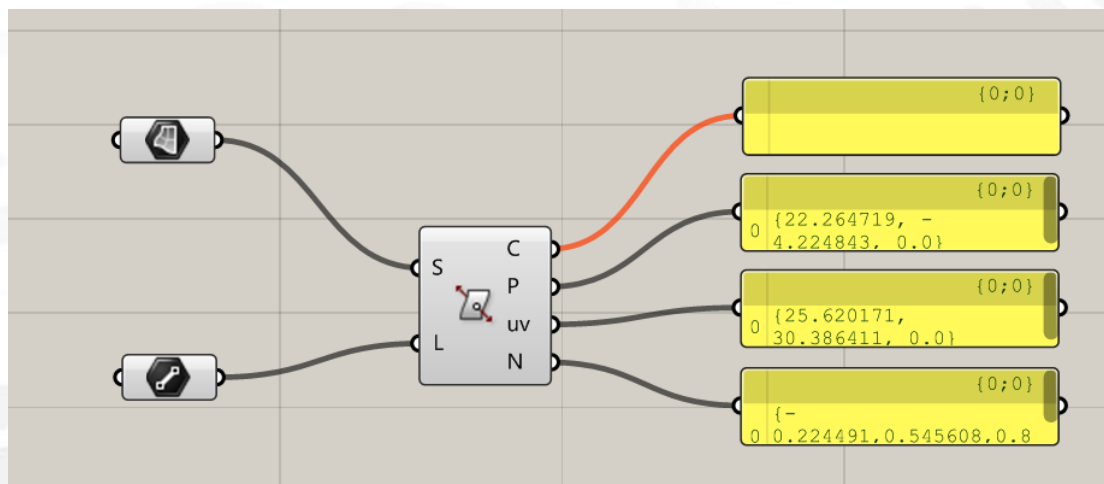 {0;0}
C
{0;0}
0 {22.264719, -
4.224843, 0.0}
S
P
{0;0}
0 {25.620171,
30.386411, 0.0}
uv
L
N
{0;0}
{-
0 0.224491,0.545608,0.8